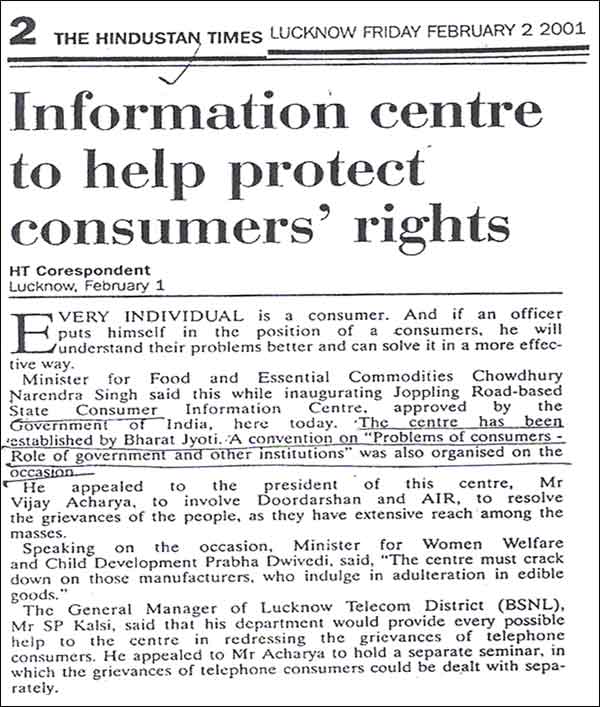 2 THE HINDUSTAN TIMES LUCKNOW FRIDAY FEBRUARY 2 2001
Information centre
to help protect
consumers' rights
HT Corespondent
Lucknow, February 1
EVERY INDIVIDUAL is a consumer. And if an officer
puts himself in the position of a consumers, he will
understand their problems better and can solve it in a more effec-
tive way.
Minister for Food and Essential Commodities Chowdhury
Narendra Singh said this while inaugurating Joppling Road-based
State Consumer Information Centre, approved by the
Government of India, here today. The centre has been
established by Bharat Jyoti. A convention on "Problems of consumers -
Role of government and other institutions" was also organised on the
occasion.
He appealed to the president of this centre, Mr
Vijay Acharya, to involve Doordarshan and AIR, to resolve
the grievances of the people, as they have extensive reach among the
masses.
Speaking on the occasion, Minister for Women Welfare
and Child Development Prabha Dwivedi, said, "The centre must crack
down on those manufacturers, who indulge in adulteration in edible
goods."
The General Manager of Lucknow Telecom District (BSNL),
Mr SP Kalsi, said that his department would provide every possible
help to the centre in redressing the grievances of telephone
consumers. He appealed to Mr Acharya to hold a separate seminar, in
which the grievances of telephone consumers could be dealt with sepa-
rately.